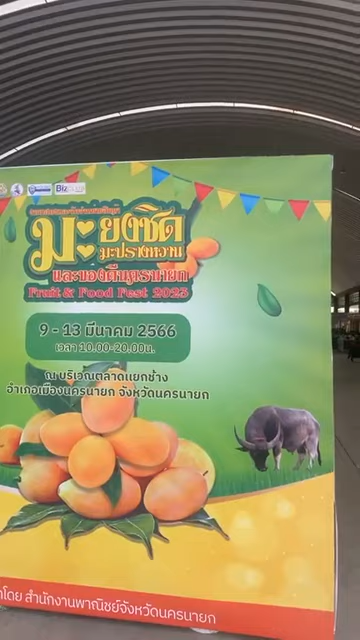 มะยงชิด
มะปรางหวาน
และของดีนครนายก
Fruit & Food Fest 2023
9 - 13 มีนาคม 2566
เวลา 10.00-20.00น.
ณ บริเวณตลาดแยกช้าง
อำเภอเมืองนครนายก จังหวัดนครนายก
โดย สำนักงานพาณิชย์จังหวัดนครนายก